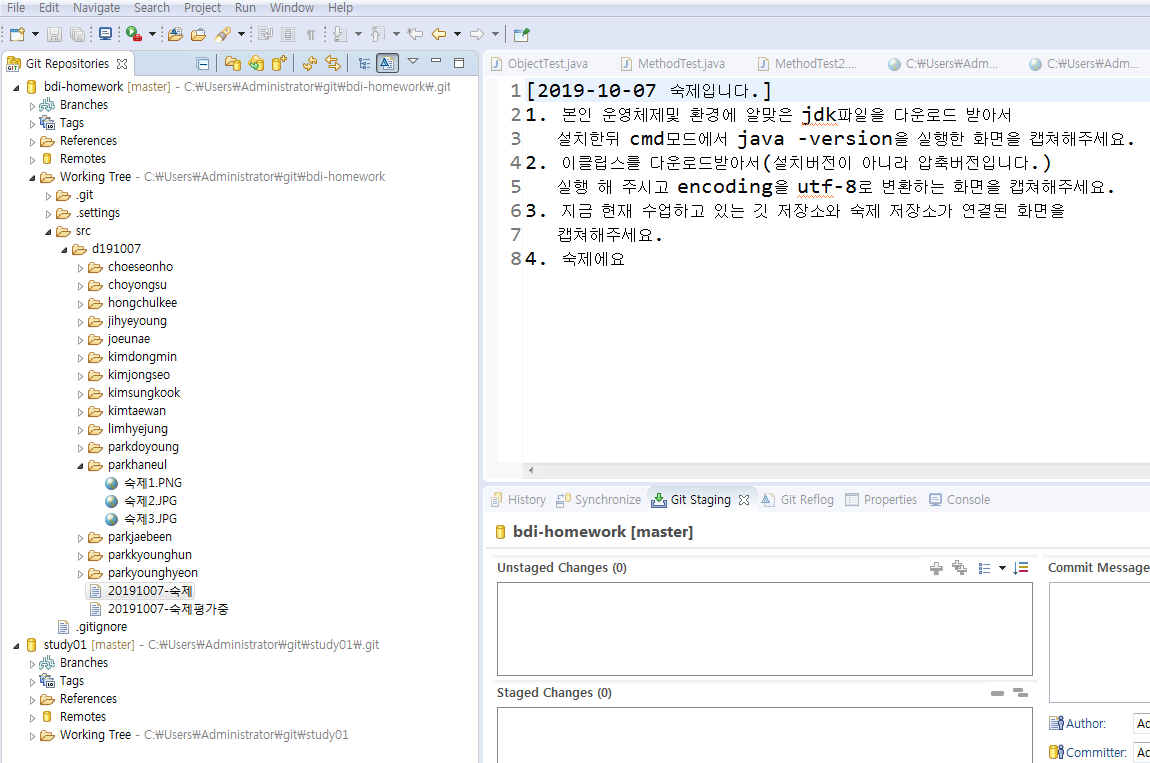 File Edit Navigate Search Project Run Window Help
Git Repositories
bdi-homework [master] - C:₩Users₩Administrator₩git₩bdi-homework₩.git
Branches
Tags
References
Remotes
Working Tree - C:₩Users₩Administrator₩git₩bdi-homework
.git
.settings
src
d191007
choeseonho
choyongsu
hongchulkee
jihyeyoung
joeunae
kimdongmin
kimjongseo
kimsungkook
kimtaewan
limhyejung
parkdoyoung
parkhaneul
숙제1.PNG
숙제2.JPG
숙제3.JPG
parkjaebeen
parkkyounghun
parkyounghyeon
20191007-숙제
20191007-숙제평가중
.gitignore
study01 [master] - C:₩Users₩Administrator₩git₩study01₩.git
Branches
Tags
References
Remotes
Working Tree - C:₩Users₩Administrator₩git₩study01
ObjectTest.java MethodTest.java MethodTest2.... C:₩Users₩Adm... C:₩Users₩Adm...
1 [2019-10-07 숙제입니다.]
2 1. 본인 운영체제및 환경에 알맞은 jdk파일을 다운로드 받아서
3 설치한뒤 cmd모드에서 java -version을 실행한 화면을 캡쳐해주세요.
4 2. 이클립스를 다운로드받아서(설치버전이 아니라 압축버전입니다.)
5 실행 해 주시고 encoding을 utf-8로 변환하는 화면을 캡쳐해주세요.
6 3. 지금 현재 수업하고 있는 깃 저장소와 숙제 저장소가 연결된 화면을
7 캡쳐해주세요.
8 4. 숙제에요
History Synchronize Git Staging Git Reflog Properties Console
bdi-homework [master]
Unstaged Changes (0)
Staged Changes (0)
Commit Message
Author: Ac
Committer: Ac